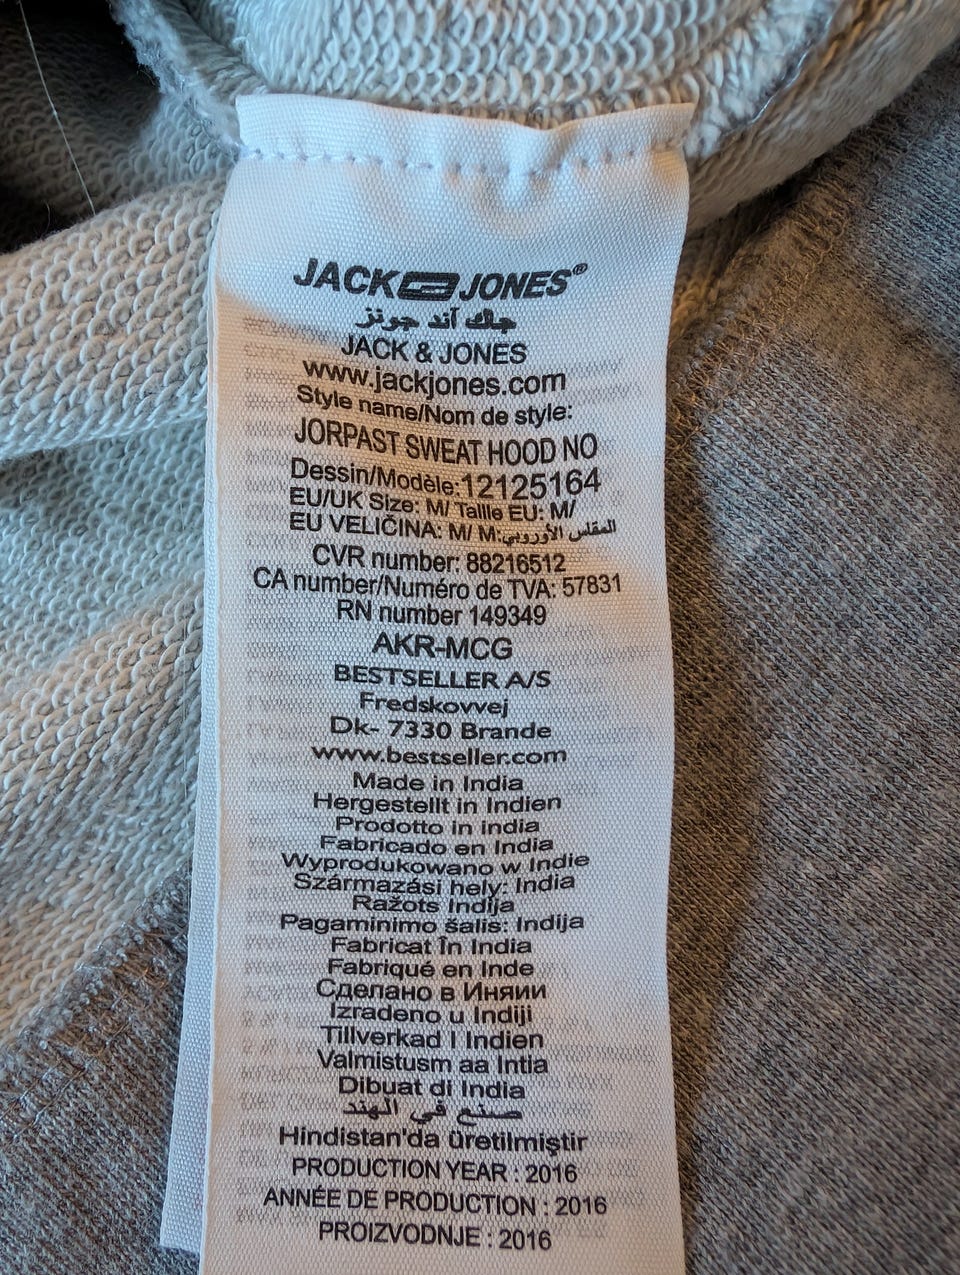 JACK JONES®
جاك آند جونز
JACK & JONES
www.jackjones.com
Style name/Nom de style:
JORPAST SWEAT HOOD NO
Dessin/Modèle:12125164
EU/UK Size: M/ Taille EU: M/
EU VELIČINA: M/ M:المقاس الأوروبي
CVR number: 88216512
CA number/Numéro de TVA: 57831
RN number 149349
AKR-MCG
BESTSELLER A/S
Fredskovvej
Dk- 7330 Brande
www.bestseller.com
Made in India
Hergestellt in Indien
Prodotto in india
Fabricado en India
Wyprodukowano w Indie
Származási hely: India
Ražots Indija
Pagaminimo šalis: Indija
Fabricat În India
Fabriqué en Inde
Сделано в Иняии
Izradeno u Indiji
Tillverkad I Indien
Valmistusm aa Intia
Dibuat di India
صنع في الهند
Hindistan'da üretilmiştir
PRODUCTION YEAR : 2016
ANNÉE DE PRODUCTION : 2016
PROIZVODNJE : 2016